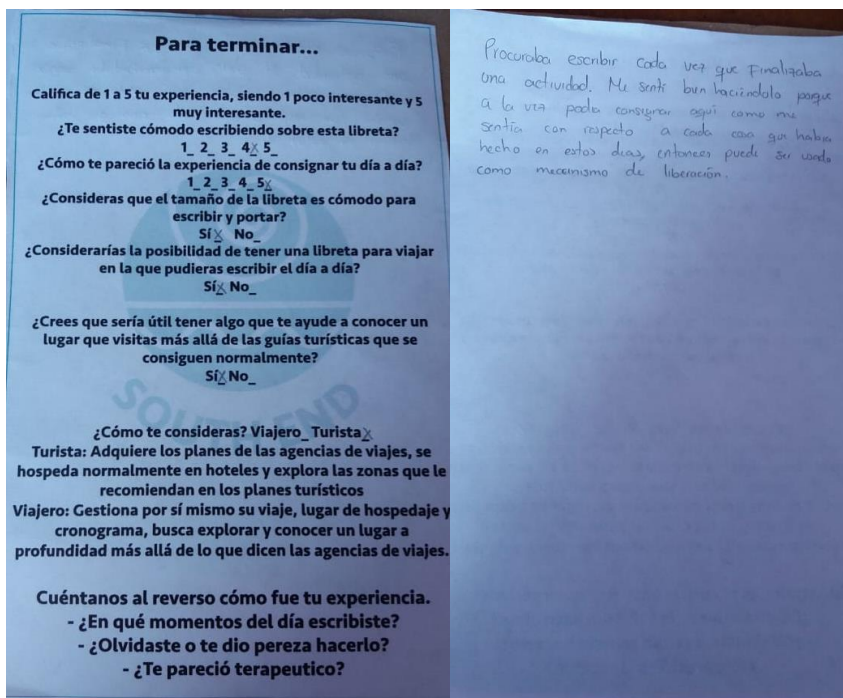 Para terminar...
Califica de 1 a 5 tu experiencia, siendo 1 poco interesante y 5
muy interesante.
¿Te sentiste cómodo escribiendo sobre esta libreta?
1_ 2_ 3_ 4X 5_
¿Cómo te pareció la experiencia de consignar tu día a día?
1_2_3_4_5X
¿Consideras que el tamaño de la libreta es cómodo para
escribir y portar?
SíX No_
¿Considerarías la posibilidad de tener una libreta para viajar
en la que pudieras escribir el día a día?
SíX No_
¿Crees que sería útil tener algo que te ayude a conocer un
lugar que visitas más allá de las guías turísticas que se
consiguen normalmente?
SíX No_
SOUTH END
¿Cómo te consideras? Viajero_ TuristaX
Turista: Adquiere los planes de las agencias de viajes, se
hospeda normalmente en hoteles y explora las zonas que le
recomiendan en los planes turísticos
Viajero: Gestiona por sí mismo su viaje, lugar de hospedaje y
cronograma, busca explorar y conocer un lugar a
profundidad más allá de lo que dicen las agencias de viajes.
Cuéntanos al reverso cómo fue tu experiencia.
- ¿En qué momentos del día escribiste?
- ¿Olvidaste o te dio pereza hacerlo?
- ¿Te pareció terapeutico?
Procuraba escribir cada vez que Finalizaba
una actividad. Me sentí bien haciéndolo porque
a la vez podía consignar aquí como me
sentía con respecto a cada cosa que había
hecho en estos días, entonces puede ser usado
como mecanismo de liberación.